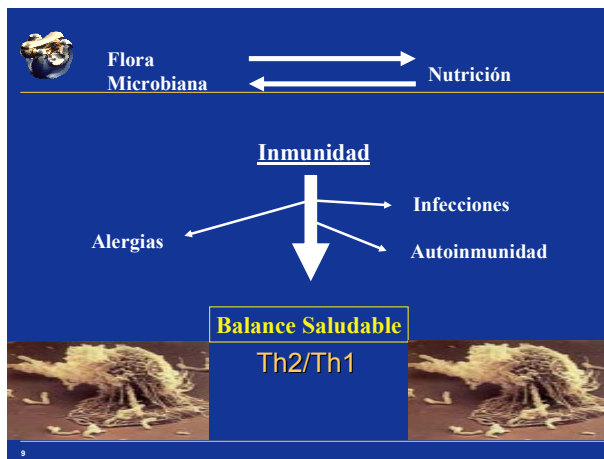 Flora
Microbiana
Nutrición
Inmunidad
Infecciones
Alergias
Autoinmunidad
Balance Saludable
Th2/Th1
9